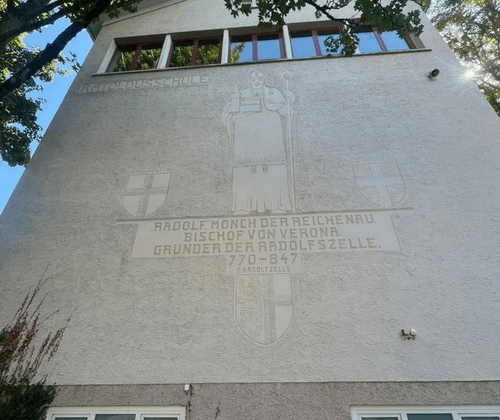 RATOLDUSSCHULE
RADOLF. MÖNCH DER REICHENAU
BISCHOF VON VERONA.
GRÜNDER DER RADOLFSZELLE.
770-847
RADOLFZELL